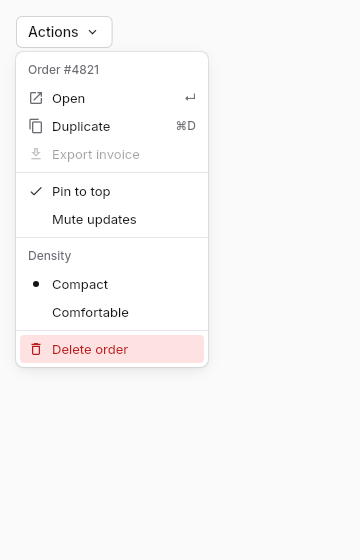 Actions
Order #4821
Open ↵
Duplicate ⌘D
Export invoice
Pin to top
Mute updates
Density
Compact
Comfortable
Delete order